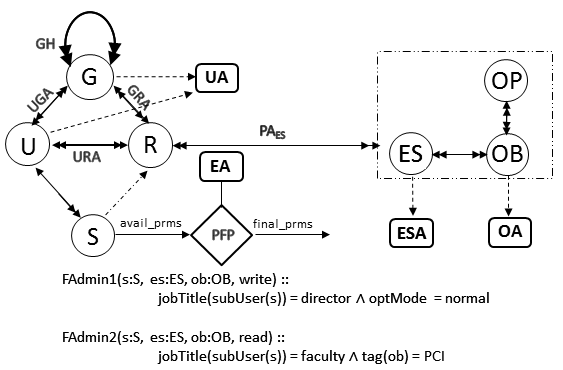 GH
G
UA
OP
UGA
GRA
U
R
URA
PAES
ES
OB
EA
S
avail_prms
PFP
final_prms
ESA
OA
FAdmin1(s:S, es:ES, ob:OB, write) ::
jobTitle(subUser(s)) = director ∧ optMode = normal
FAdmin2(s:S, es:ES, ob:OB, read) ::
jobTitle(subUser(s)) = faculty ∧ tag(ob) = PCI